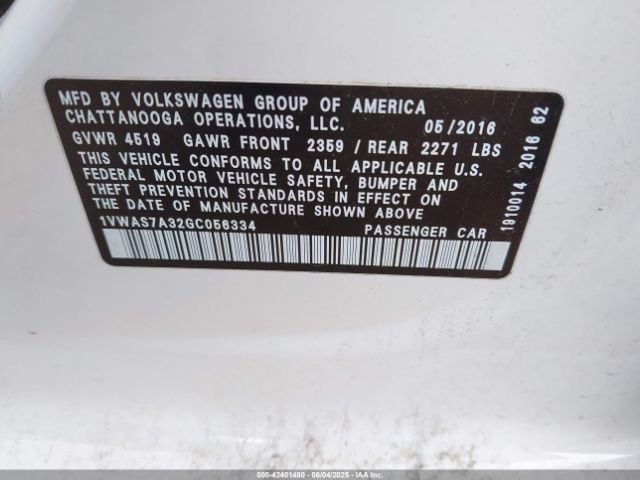 MFD BY VOLKSWAGEN GROUP OF AMERICA
CHATTANOOGA OPERATIONS, LLC. 05/2016
GVWR 4519 GAWR FRONT 2359 / REAR 2271 LBS
THIS VEHICLE CONFORMS TO ALL APPLICABLE U.S.
FEDERAL MOTOR VEHICLE SAFETY, BUMPER AND
THEFT PREVENTION STANDARDS IN EFFECT ON
THE DATE OF MANUFACTURE SHOWN ABOVE
1VWAS7A32GC056334 PASSENGER CAR
1910014 2016 62
000-42401480 - 06/04/2025 - IAAI.COM